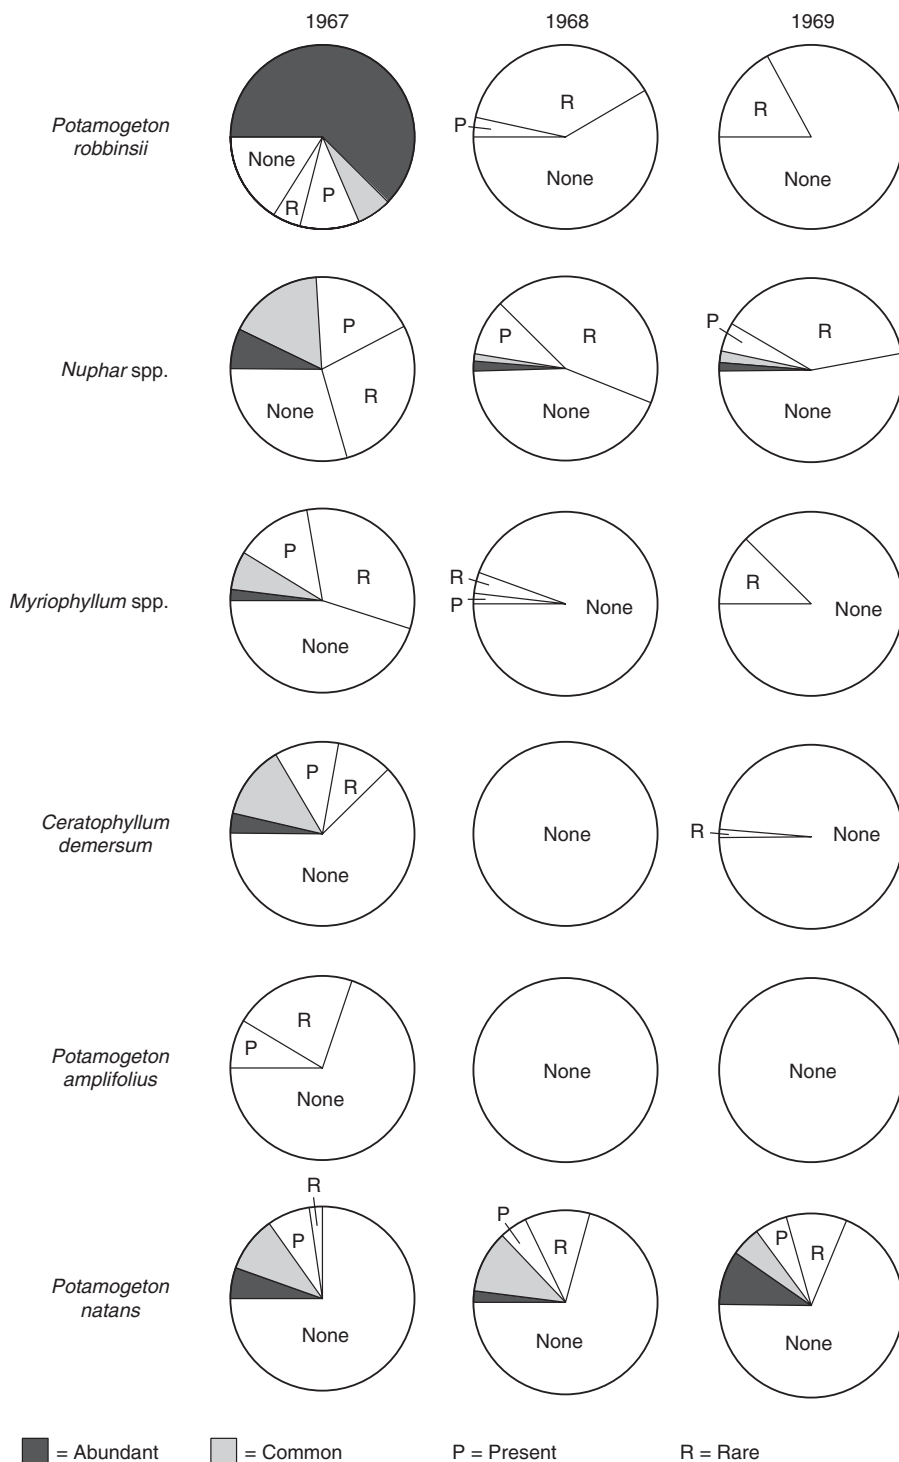 1967 1968 1969
Potamogeton
robbinsii
None R P
P R None
R None
Nuphar spp.
P R None
P R None
P R None
Myriophyllum spp.
P R None
R P None
R None
Ceratophyllum
demersum
P R None
None
R None
Potamogeton
amplifolius
R P None
None
None
Potamogeton
natans
R P None
P R None
P R None
= Abundant = Common P = Present R = Rare